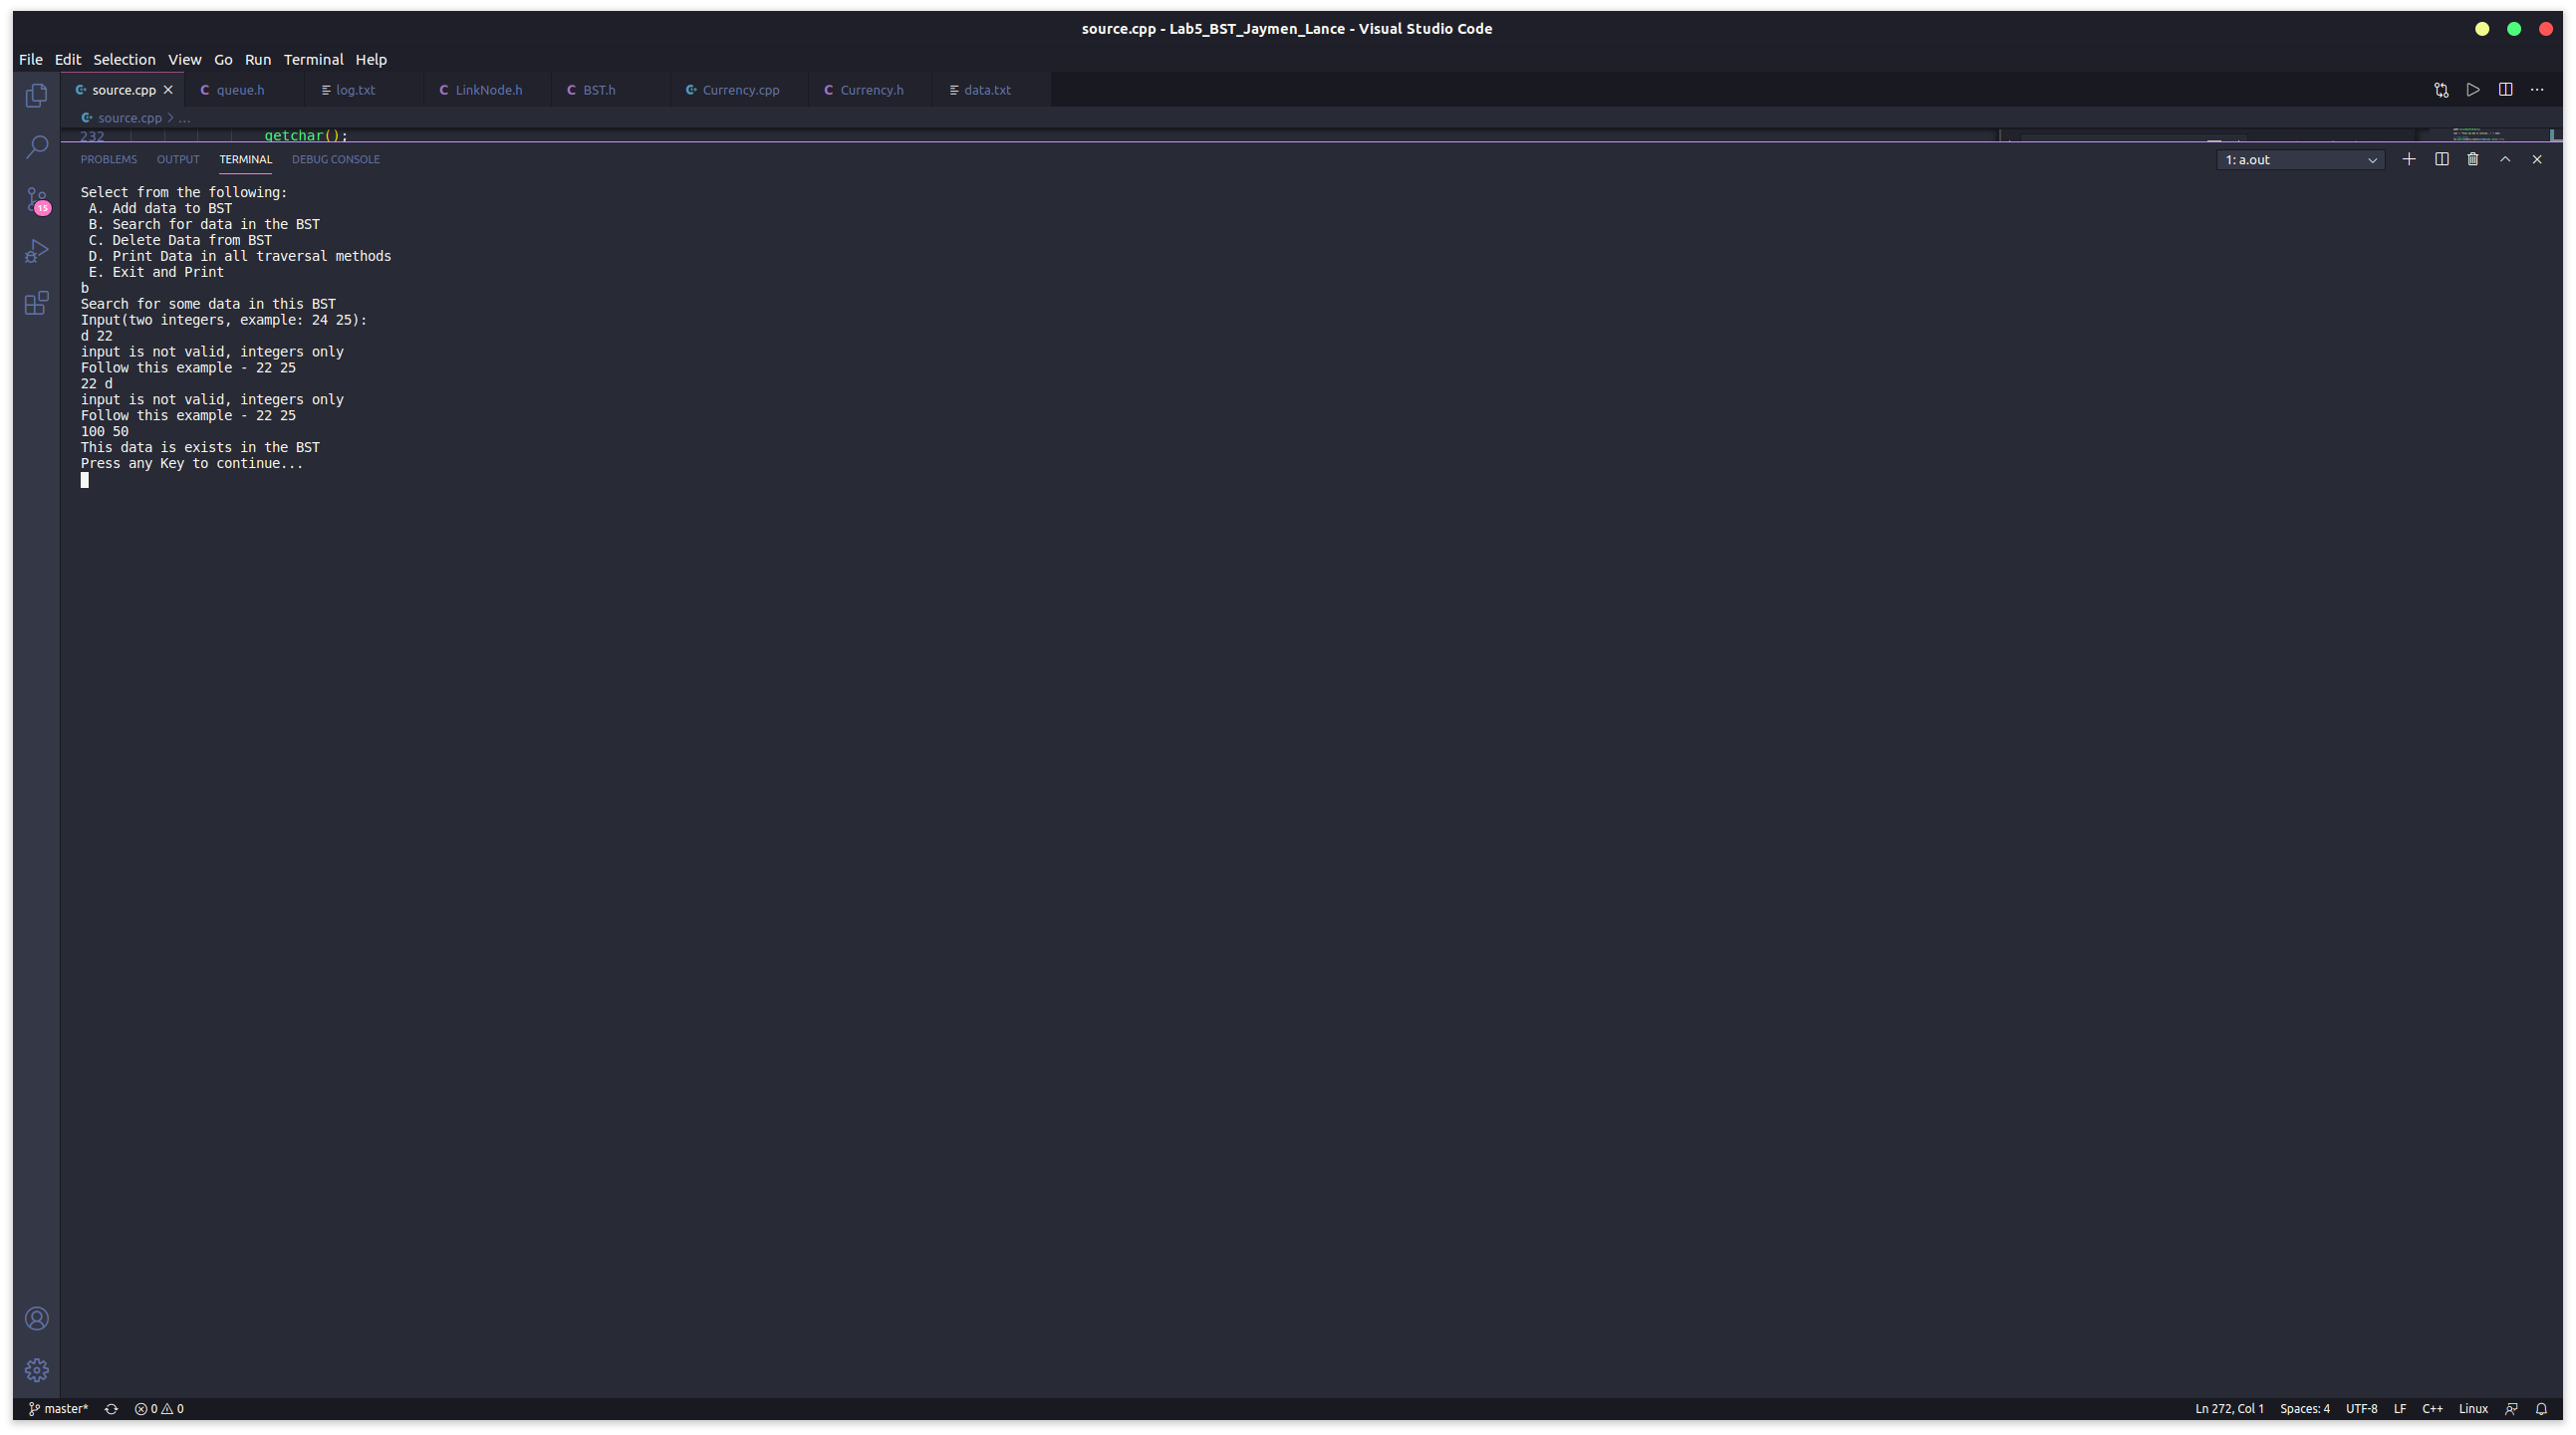 source.cpp - Lab5_BST_Jaymen_Lance - Visual Studio Code
File Edit Selection View Go Run Terminal Help
source.cpp queue.h log.txt LinkNode.h BST.h Currency.cpp Currency.h data.txt
source.cpp > ...
232 getchar();
PROBLEMS OUTPUT TERMINAL DEBUG CONSOLE 1: a.out
Select from the following:
A. Add data to BST
B. Search for data in the BST
C. Delete Data from BST
D. Print Data in all traversal methods
E. Exit and Print
b
Search for some data in this BST
Input(two integers, example: 24 25):
d 22
input is not valid, integers only
Follow this example - 22 25
22 d
input is not valid, integers only
Follow this example - 22 25
100 50
This data is exists in the BST
Press any Key to continue...
15
master* 0 0 Ln 272, Col 1 Spaces: 4 UTF-8 LF C++ Linux